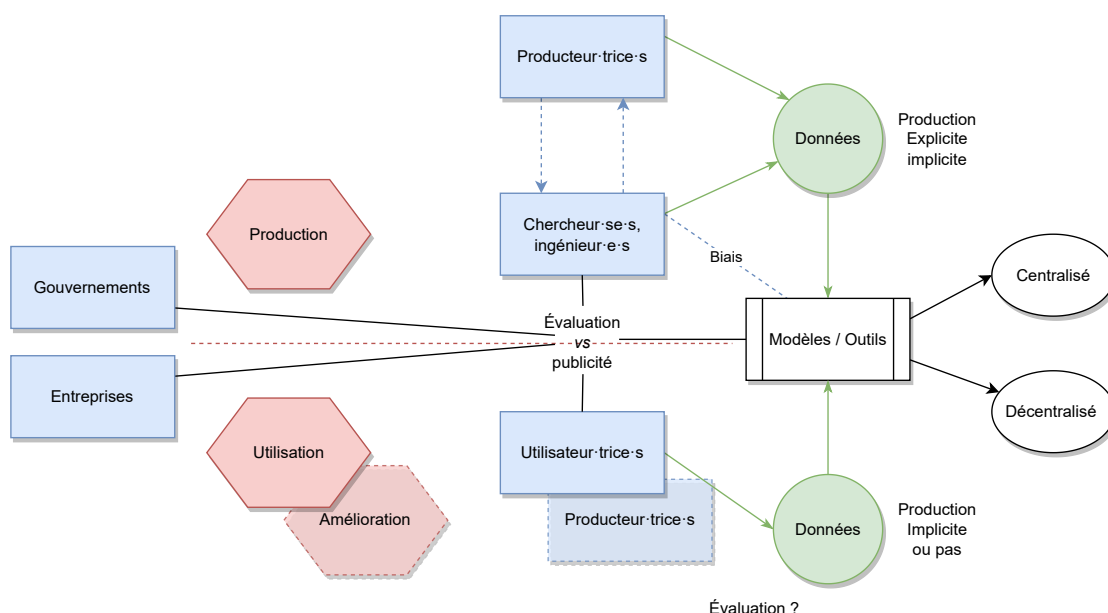 Producteur·trice·s
Données
Production
Explicite
implicite
Production
Chercheur·se·s,
ingénieur·e·s
Biais
Gouvernements
Centralisé
Évaluation
vs
publicité
Modèles / Outils
Entreprises
Décentralisé
Utilisation
Utilisateur·trice·s
Amélioration
Producteur·trice·s
Données
Production
Implicite
ou pas
Évaluation ?